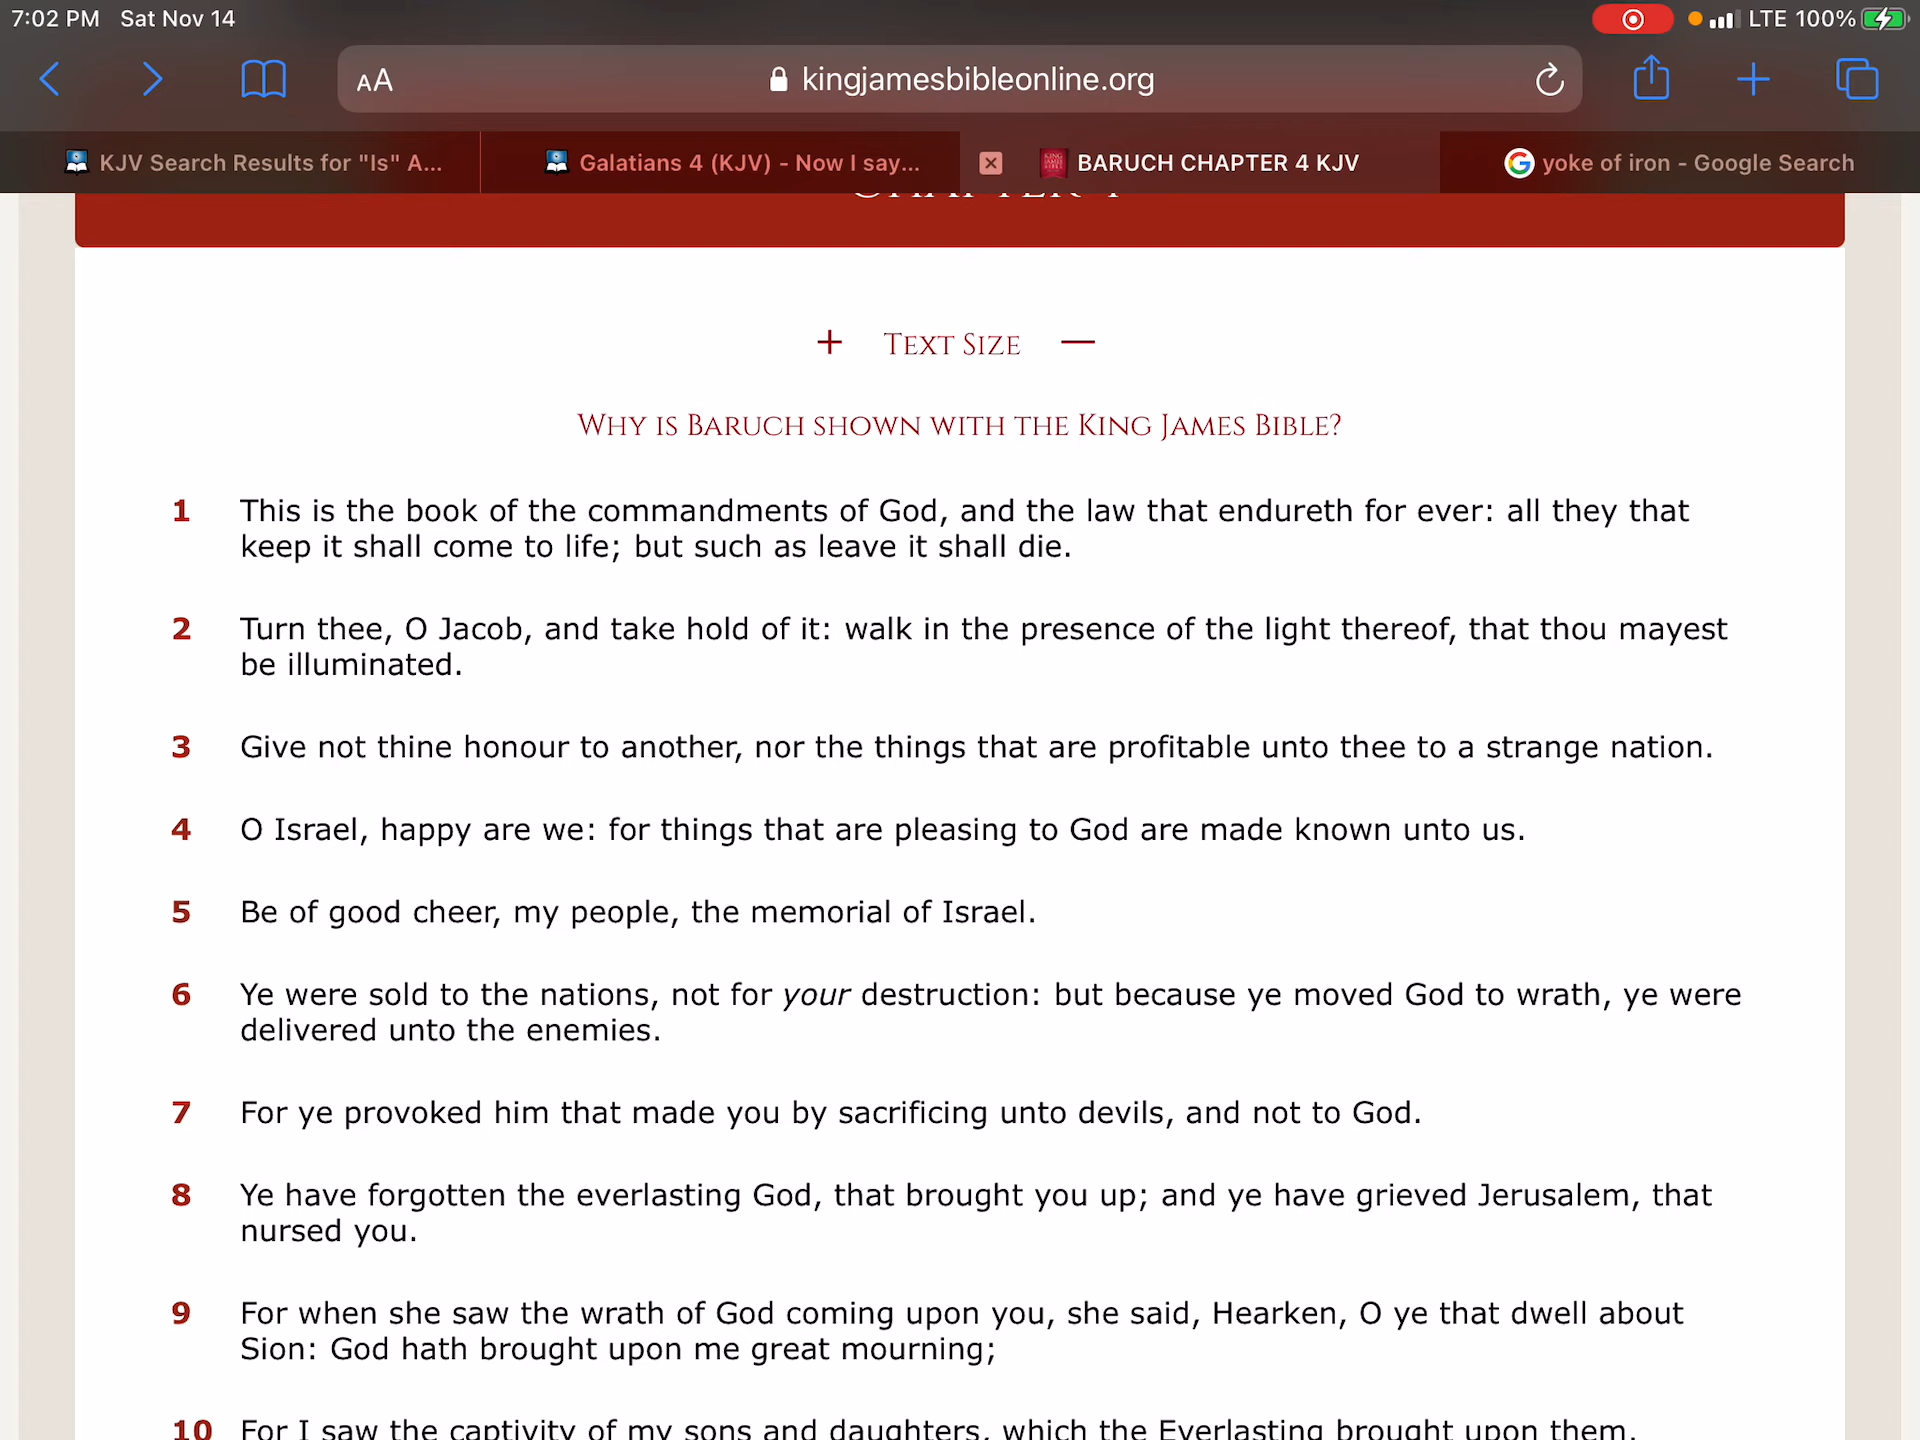 7:02 PM Sat Nov 14
LTE 100%
AA
kingjamesbibleonline.org
KJV Search Results for "Is" A...
Galatians 4 (KJV) - Now I say...
BARUCH CHAPTER 4 KJV
yoke of iron - Google Search
+ TEXT SIZE —
WHY IS BARUCH SHOWN WITH THE KING JAMES BIBLE?
1 This is the book of the commandments of God, and the law that endureth for ever: all they that
keep it shall come to life; but such as leave it shall die.
2 Turn thee, O Jacob, and take hold of it: walk in the presence of the light thereof, that thou mayest
be illuminated.
3 Give not thine honour to another, nor the things that are profitable unto thee to a strange nation.
4 O Israel, happy are we: for things that are pleasing to God are made known unto us.
5 Be of good cheer, my people, the memorial of Israel.
6 Ye were sold to the nations, not for your destruction: but because ye moved God to wrath, ye were
delivered unto the enemies.
7 For ye provoked him that made you by sacrificing unto devils, and not to God.
8 Ye have forgotten the everlasting God, that brought you up; and ye have grieved Jerusalem, that
nursed you.
9 For when she saw the wrath of God coming upon you, she said, Hearken, O ye that dwell about
Sion: God hath brought upon me great mourning;
10 For I saw the captivity of my sons and daughters, which the Everlasting brought upon them.